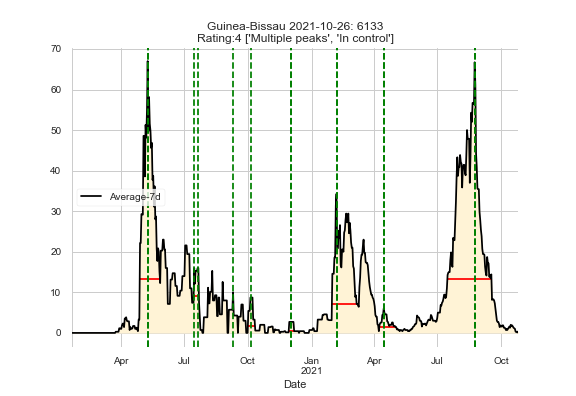 Guinea-Bissau 2021-10-26: 6133
Rating:4 ['Multiple peaks', 'In control']
70
60
50
40
30
20
10
0
Average-7d
Apr Jul Oct Jan Apr Jul Oct
2021
Date